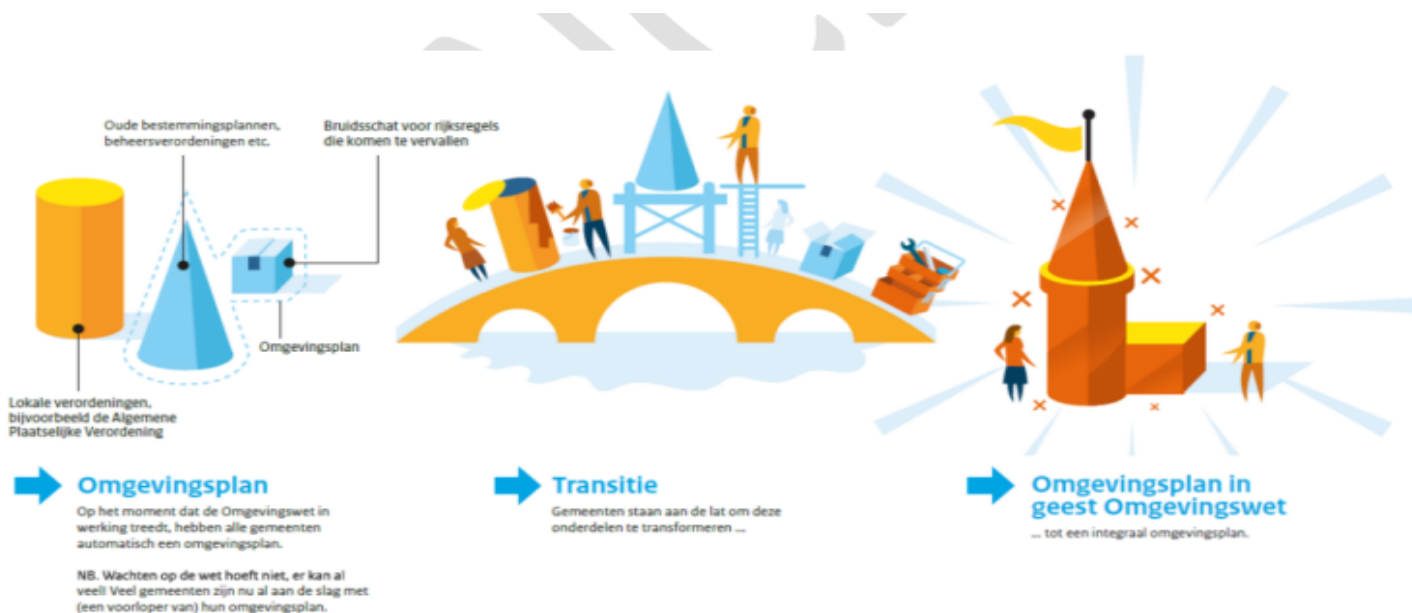 Oude bestemmingsplannen,
beheersverordeningen etc.
Bruidsschat voor rijksregels
die komen te vervallen
Omgevingsplan
Lokale verordeningen,
bijvoorbeeld de Algemene
Plaatselijke Verordening
Omgevingsplan
Op het moment dat de Omgevingswet in
werking treedt, hebben alle gemeenten
automatisch een omgevingsplan.
NB. Wachten op de wet hoeft niet, er kan al
veel! Veel gemeenten zijn nu al aan de slag met
(een voorloper van) hun omgevingsplan.
Transitie
Gemeenten staan aan de lat om deze
onderdelen te transformeren ...
Omgevingsplan in
geest Omgevingswet
... tot een integraal omgevingsplan.